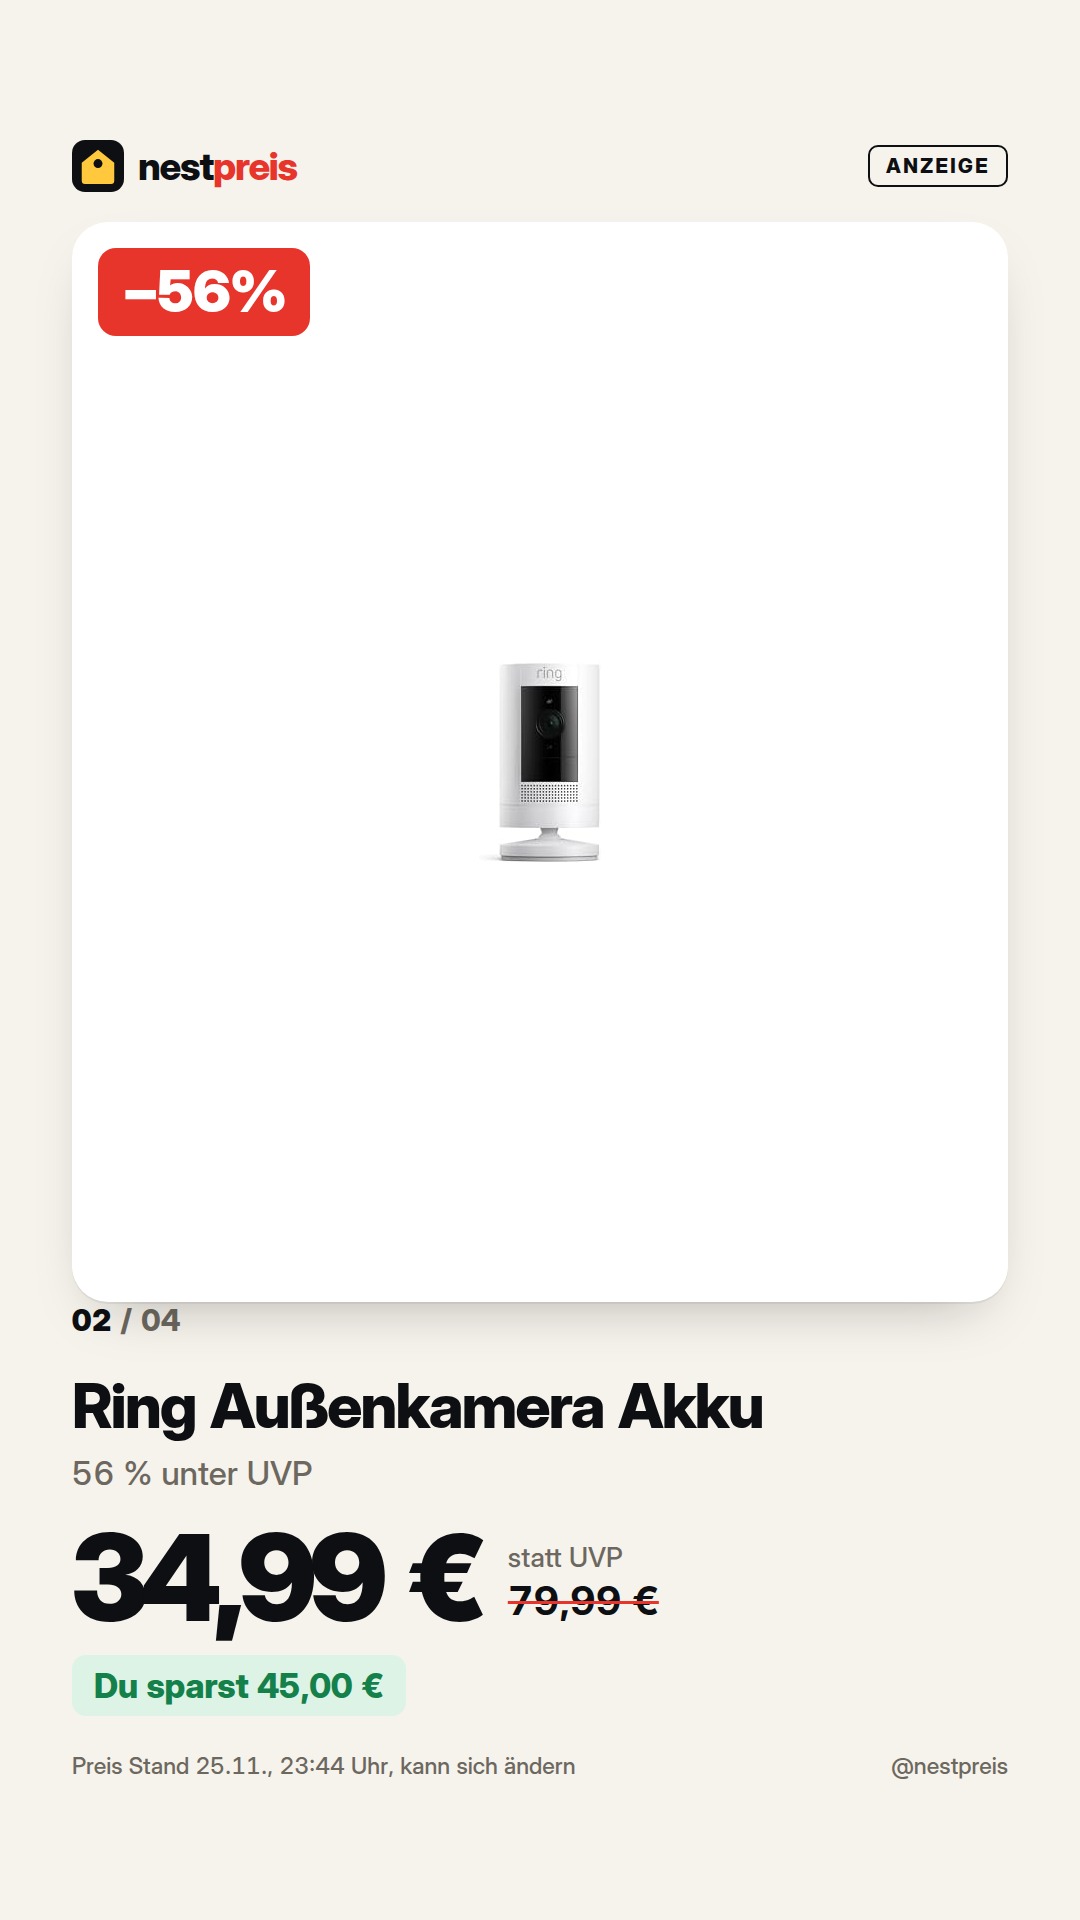 nestpreis
ANZEIGE
–56%
ring
02 / 04
Ring Außenkamera Akku
56 % unter UVP
34,99 €
statt UVP
79,99 €
Du sparst 45,00 €
Preis Stand 25.11., 23:44 Uhr, kann sich ändern
@nestpreis